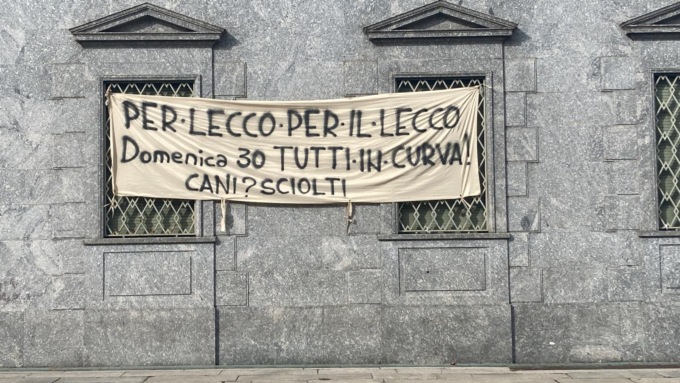 PER·LECCO·PER·IL·LECCO
Domenica 30 TUTTI·IN·CURVA!
CANI? SCIOLTI